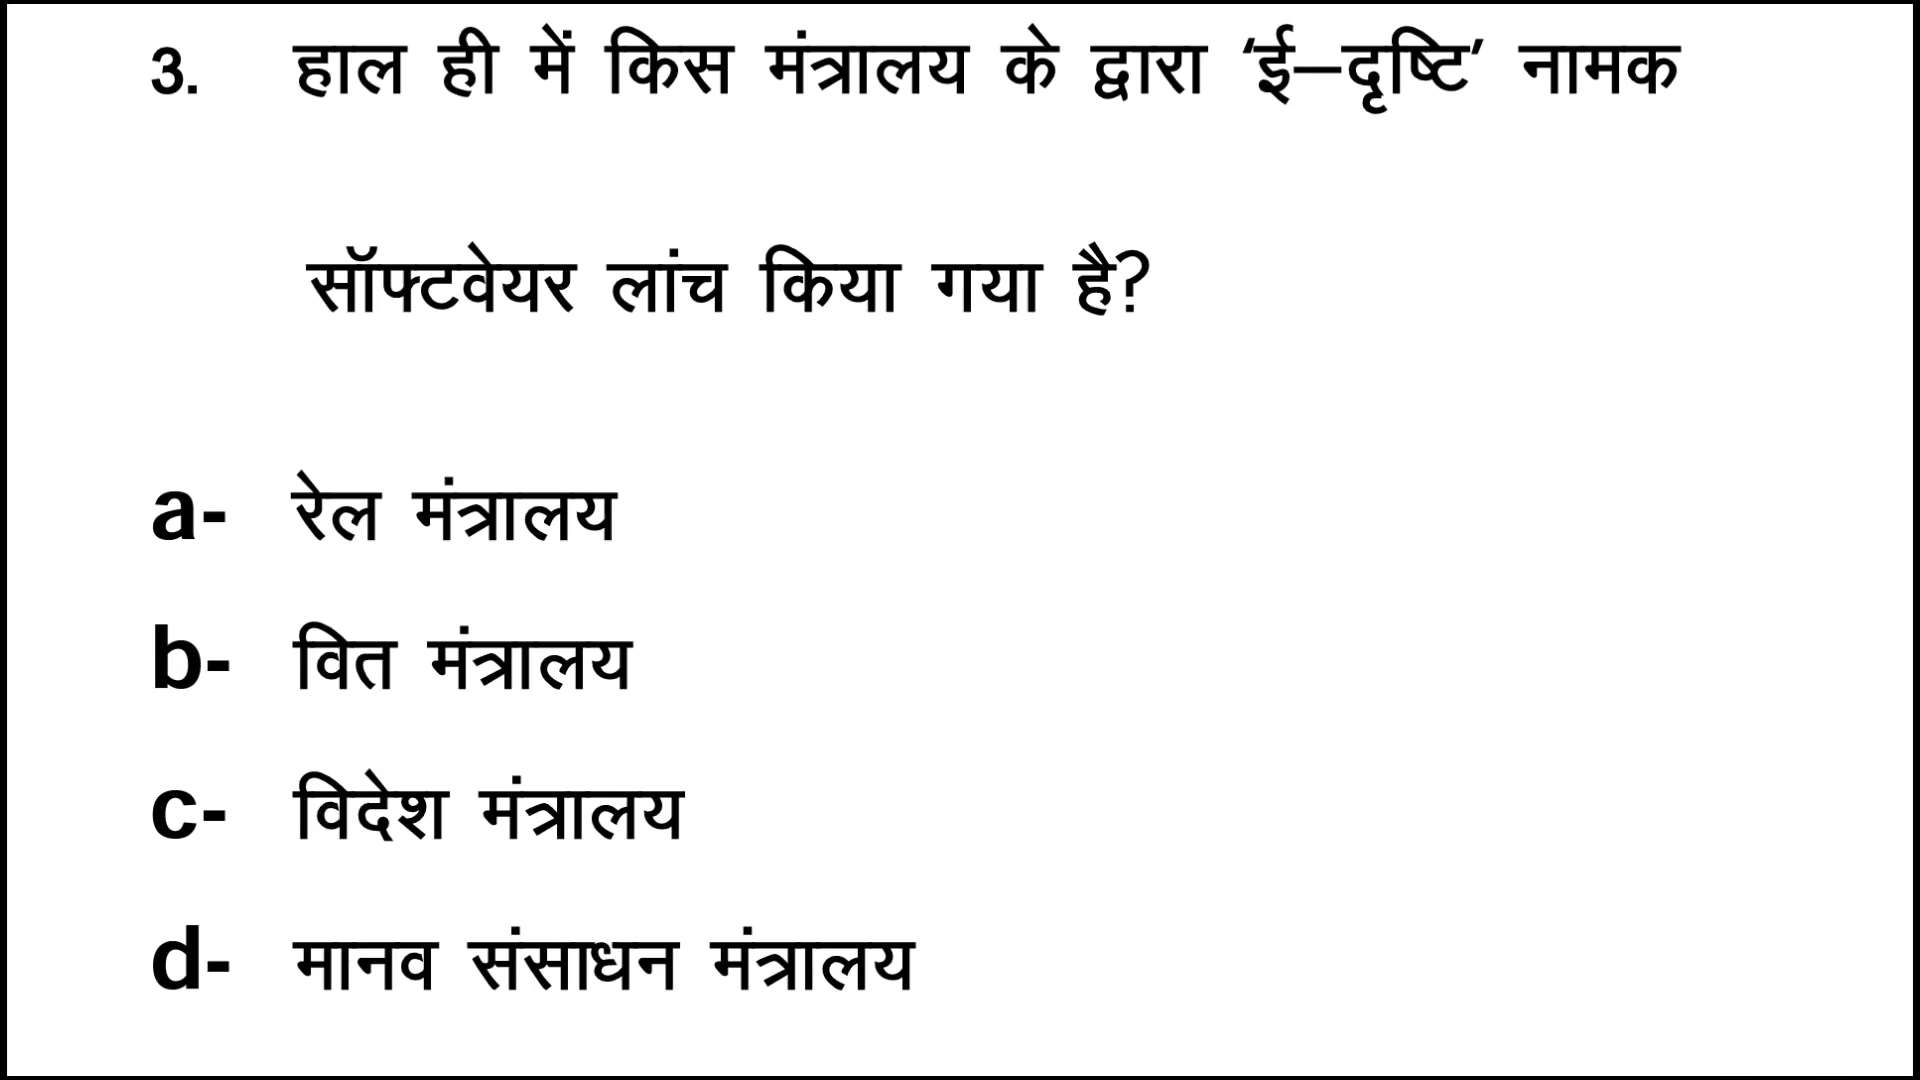 3. हाल ही में किस मंत्रालय के द्वारा ‘ई–दृष्टि’ नामक
सॉफ्टवेयर लांच किया गया है?
a- रेल मंत्रालय
b- वित मंत्रालय
c- विदेश मंत्रालय
d- मानव संसाधन मंत्रालय